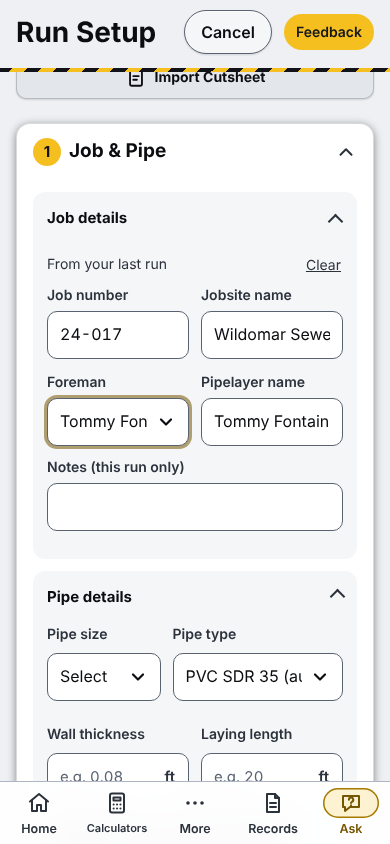 Run Setup
Cancel
Feedback
Import Cutsheet
1 Job & Pipe
Job details
From your last run
Clear
Job number
Jobsite name
24-017
Wildomar Sewe
Foreman
Pipelayer name
Tommy Fon
Tommy Fontain
Notes (this run only)
Pipe details
Pipe size
Pipe type
Select
PVC SDR 35 (au
Wall thickness
Laying length
e.g. 0.08 ft
e.g. 20 ft
Home
Calculators
More
Records
Ask